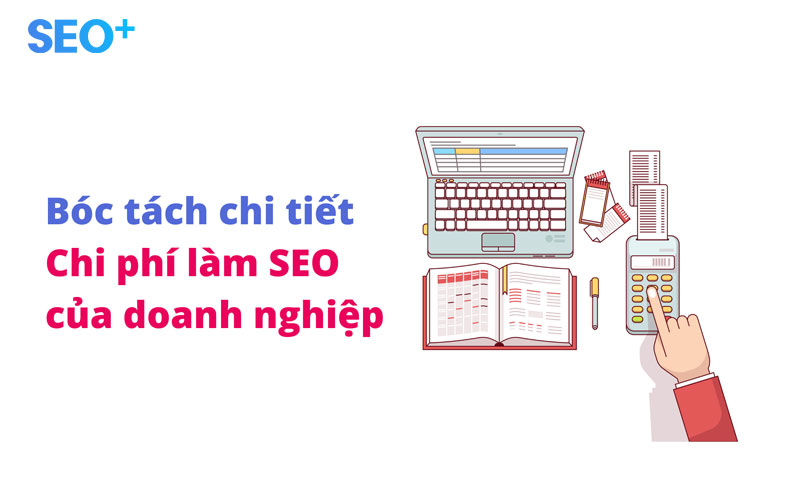 SEO+
Bóc tách chi tiết
Chi phí làm SEO
của doanh nghiệp